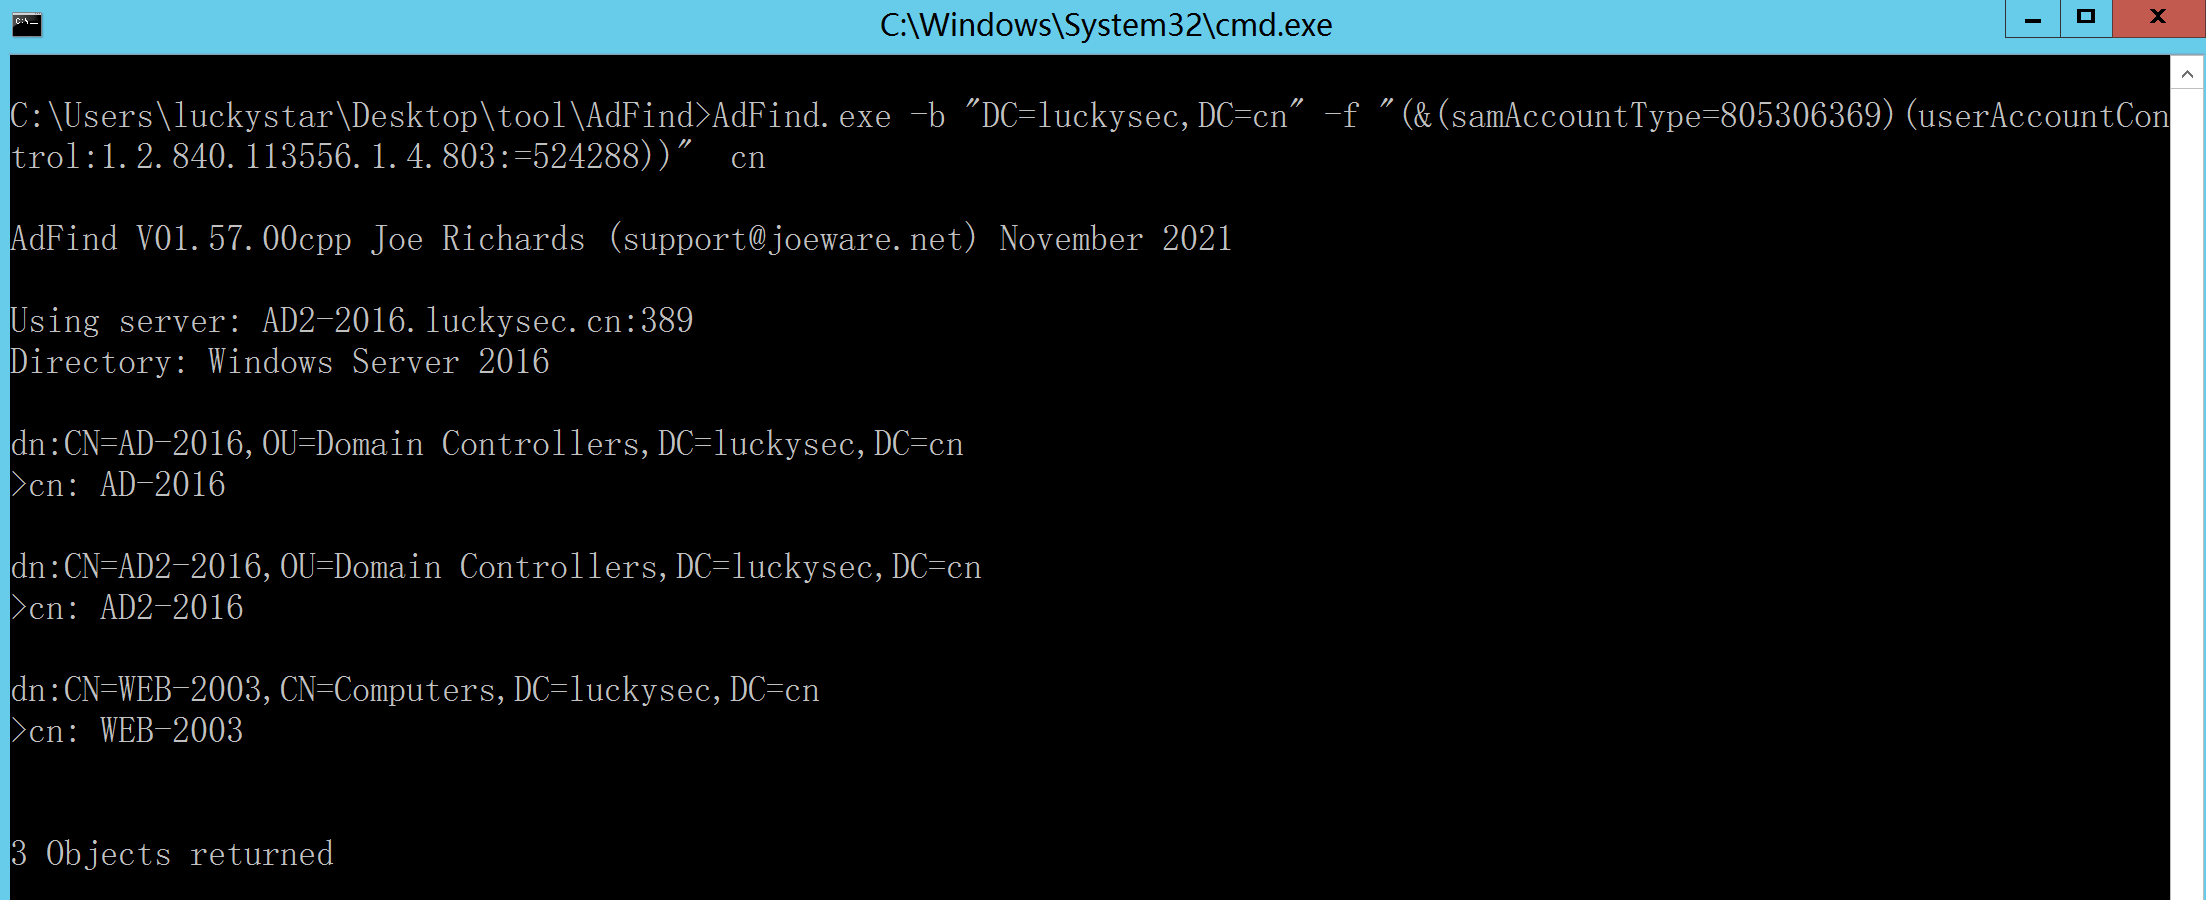 C:\Windows\System32\cmd.exe
C:\Users\luckystar\Desktop\tool\AdFind>AdFind.exe -b "DC=luckysec,DC=cn" -f "(&(samAccountType=805306369)(userAccountCon
trol:1.2.840.113556.1.4.803:=524288))"  cn
AdFind V01.57.00cpp Joe Richards (support@joeware.net) November 2021
Using server: AD2-2016.luckysec.cn:389
Directory: Windows Server 2016
dn:CN=AD-2016,OU=Domain Controllers,DC=luckysec,DC=cn
>cn: AD-2016
dn:CN=AD2-2016,OU=Domain Controllers,DC=luckysec,DC=cn
>cn: AD2-2016
dn:CN=WEB-2003,CN=Computers,DC=luckysec,DC=cn
>cn: WEB-2003
3 Objects returned